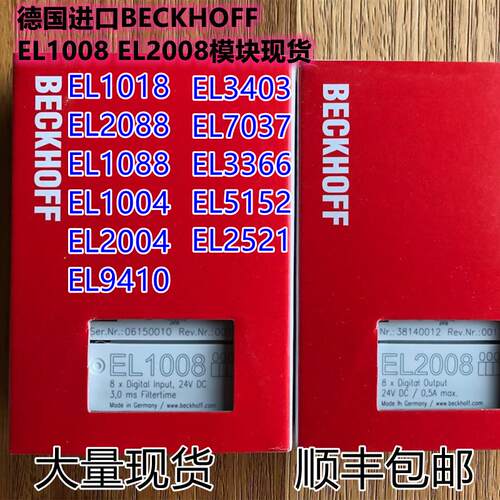 德国进口BECKHOFF
EL1008 EL2008模块现货
BECKHOFF
EL1018 EL3403
EL2088 EL7037
EL1088 EL3366
EL1004 EL5152
EL2004 EL2521
EL9410
BECKHOFF
Ser.Nr.: 06150010 Rev.Nr.:
EL1008
8 x Digital Input, 24V DC
3,0 ms Filtertime
Made in Germany / www.beckhoff.com
Ser.Nr.: 38140012 Rev.Nr.:
EL2008
8 x Digital Output
24V DC / 0,5A max.
Made in Germany / www.beckhoff.
大量现货
顺丰包邮